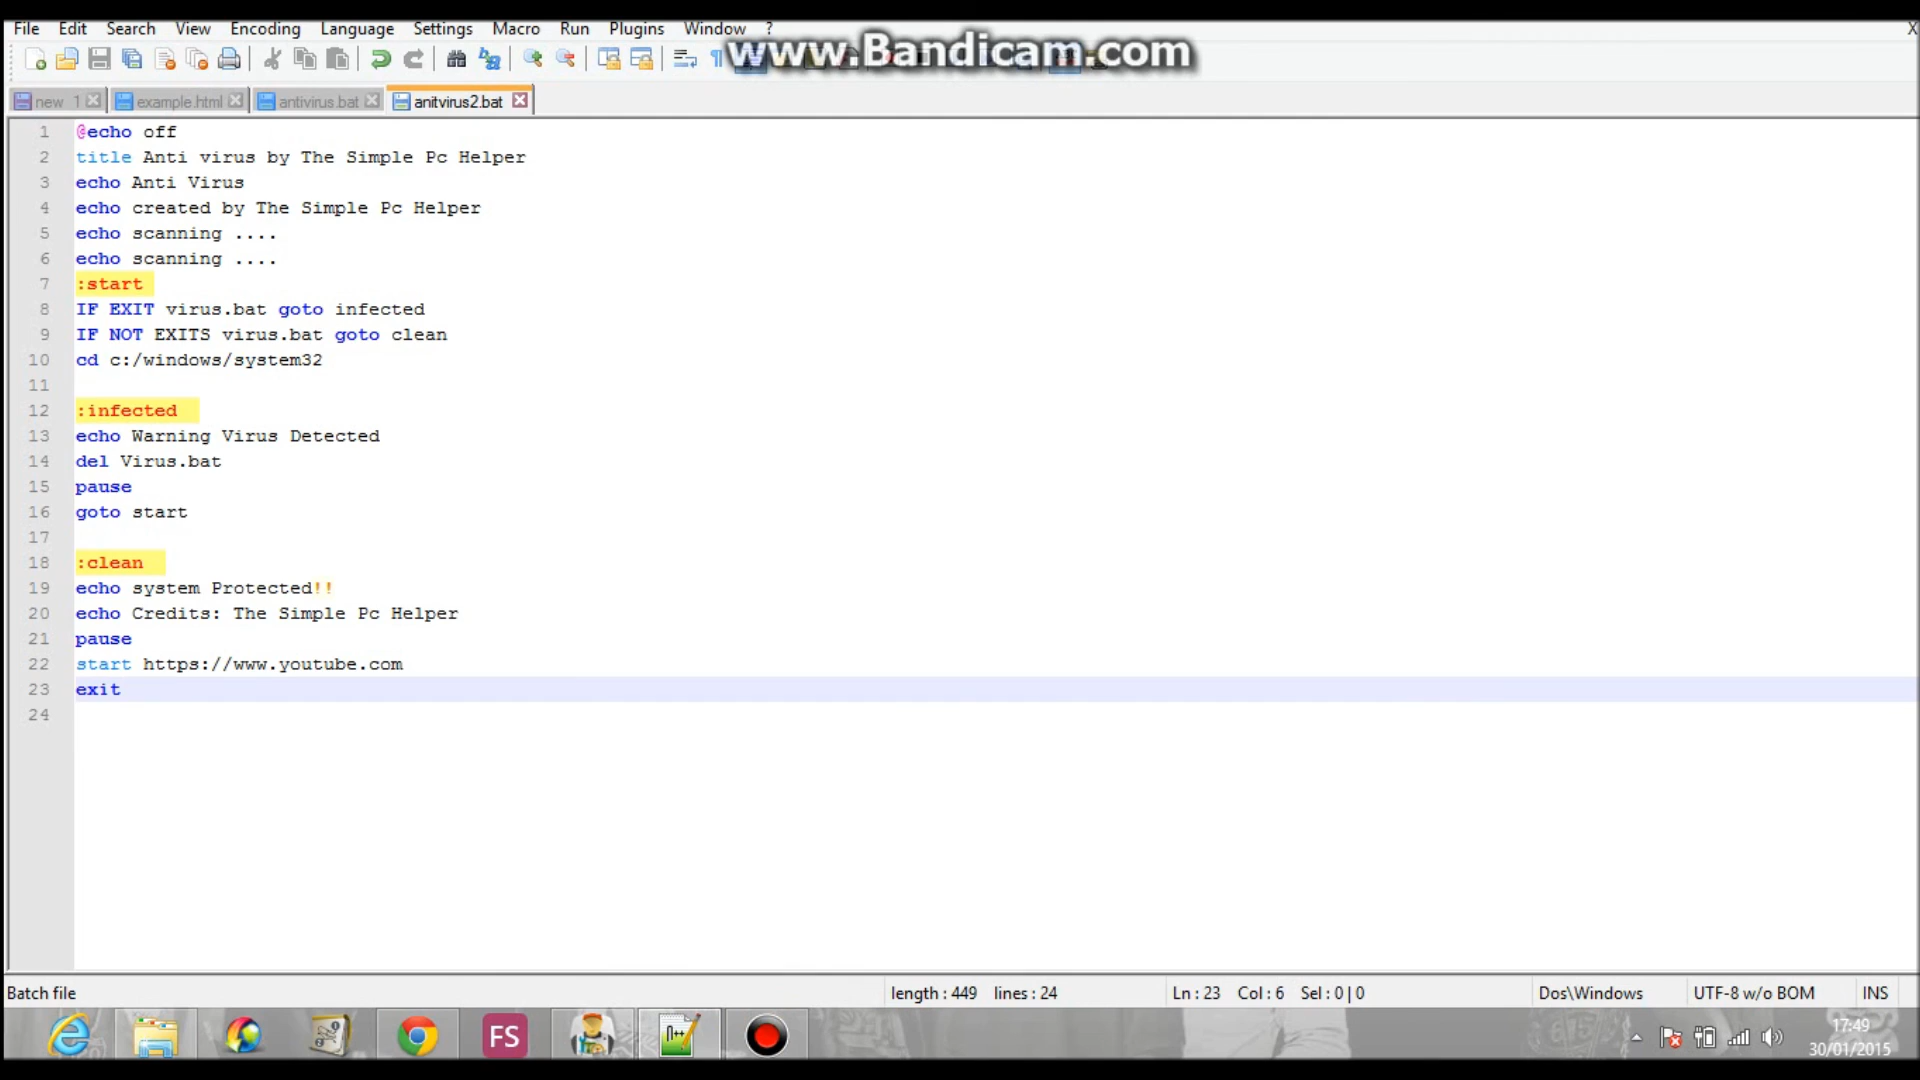 File Edit Search View Encoding Language Settings Macro Run Plugins Window ? X
www.Bandicam.com
new 1 example.html antivirus.bat anitvirus2.bat
1 @echo off
2 title Anti virus by The Simple Pc Helper
3 echo Anti Virus
4 echo created by The Simple Pc Helper
5 echo scanning ....
6 echo scanning ....
7 :start
8 IF EXIT virus.bat goto infected
9 IF NOT EXITS virus.bat goto clean
10 cd c:/windows/system32
11
12 :infected
13 echo Warning Virus Detected
14 del Virus.bat
15 pause
16 goto start
17
18 :clean
19 echo system Protected!!
20 echo Credits: The Simple Pc Helper
21 pause
22 start https://www.youtube.com
23 exit
24
Batch file length : 449 lines : 24 Ln : 23 Col : 6 Sel : 0 | 0 Dos\Windows UTF-8 w/o BOM INS
FS n++ 17:49
30/01/2015